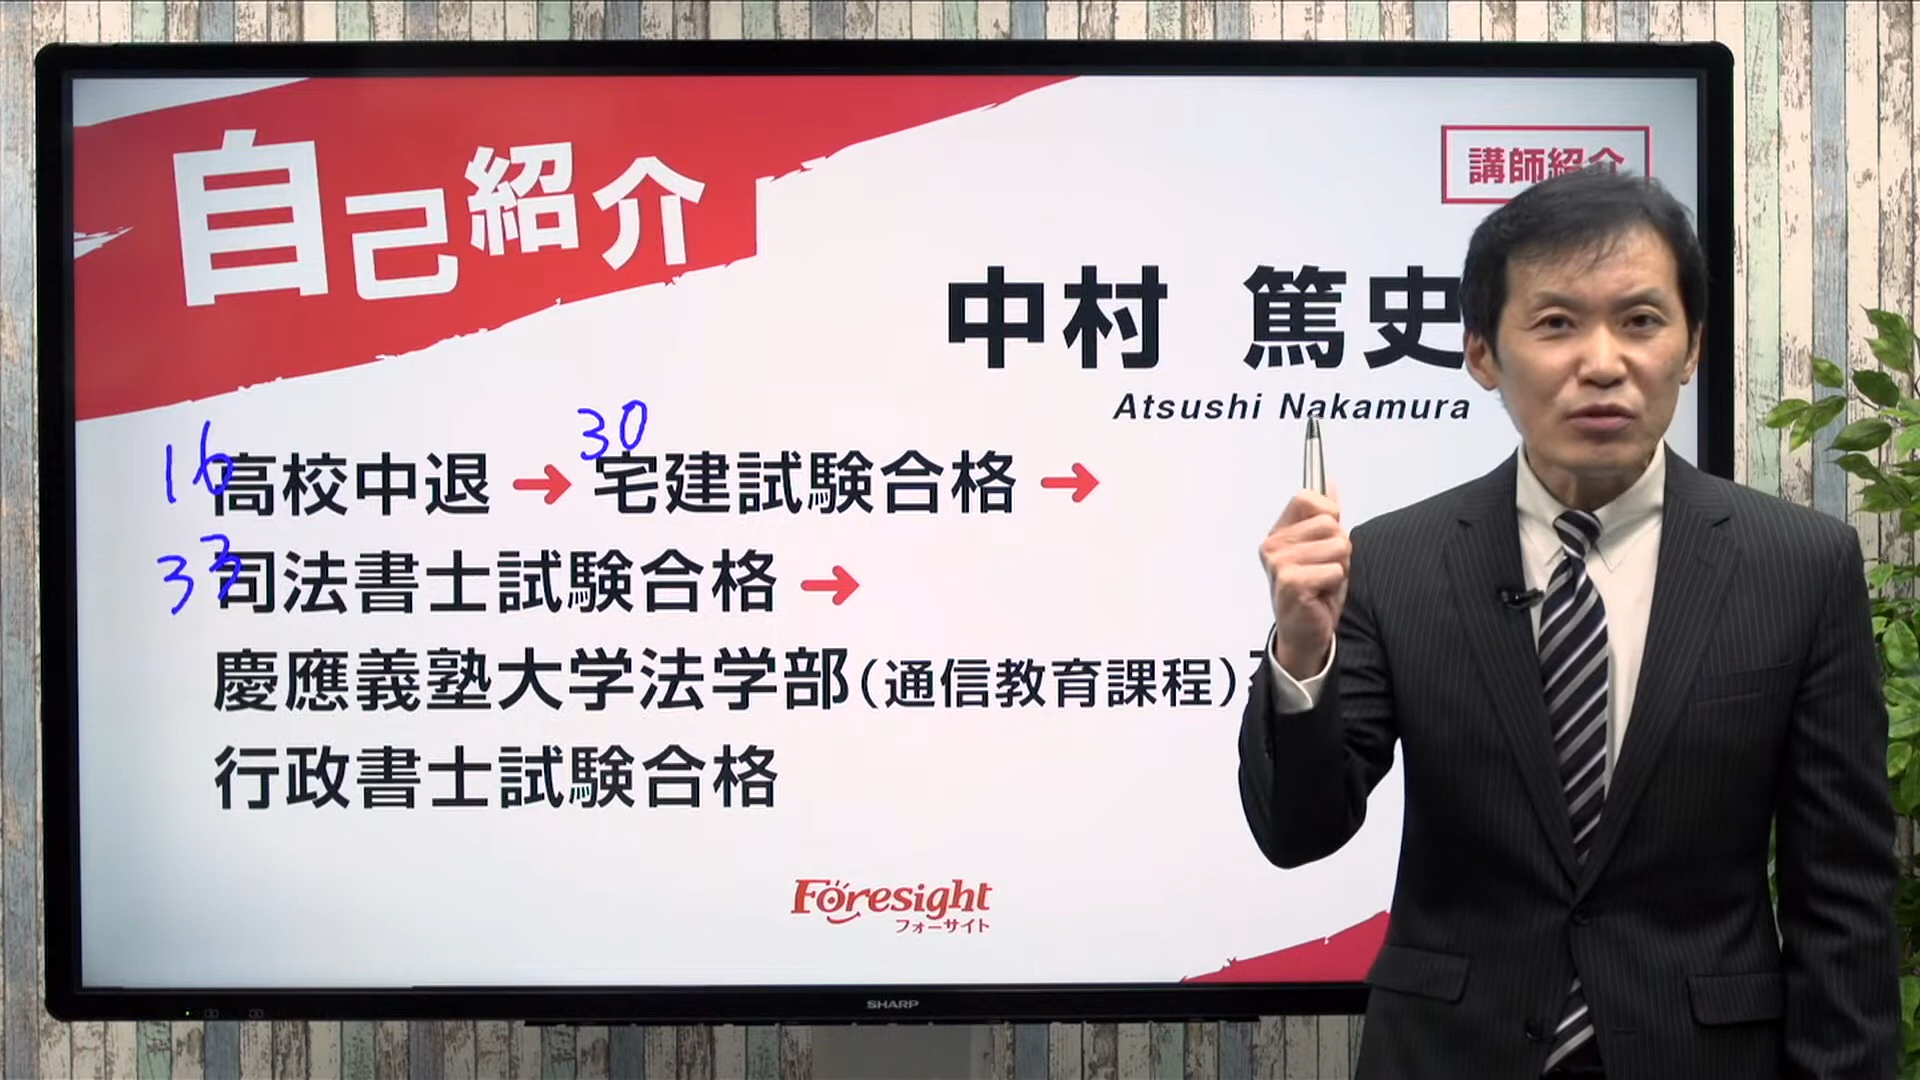 自己紹介
講師紹介
中村 篤史
Atsushi Nakamura
16 30
高校中退 → 宅建試験合格 →
33
司法書士試験合格 →
慶應義塾大学法学部(通信教育課程)
行政書士試験合格
Foresight
フォーサイト
SHARP